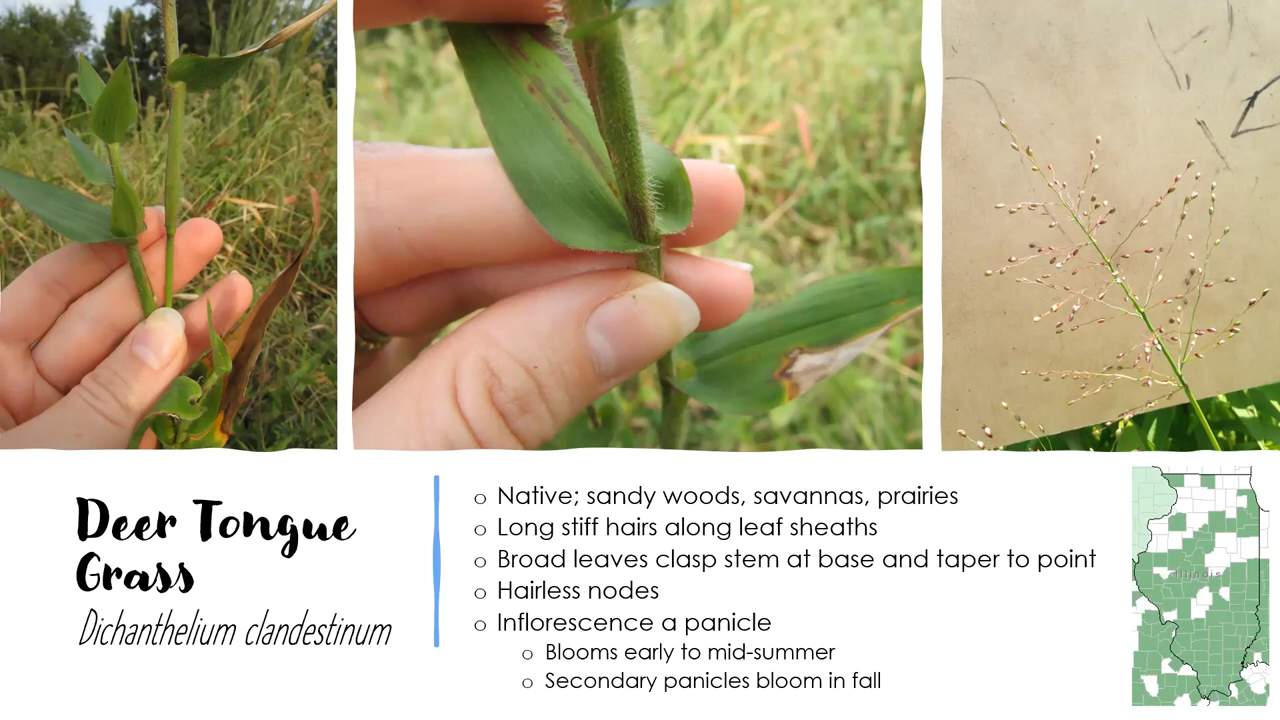 Deer Tongue
Grass
Dichanthelium clandestinum
o Native; sandy woods, savannas, prairies
o Long stiff hairs along leaf sheaths
o Broad leaves clasp stem at base and taper to point
o Hairless nodes
o Inflorescence a panicle
o Blooms early to mid-summer
o Secondary panicles bloom in fall
Illinois